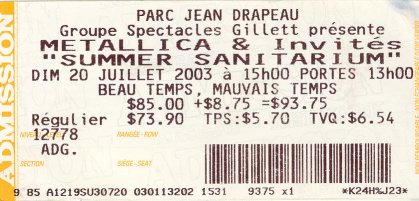 PARC JEAN DRAPEAU
Groupe Spectacles Gillett présente
METALLICA & Invités
"SUMMER SANITARIUM"
DIM 20 JUILLET 2003 À 15h00 PORTES 13h00
BEAU TEMPS, MAUVAIS TEMPS
$85.00 +$8.75 =$93.75
Régulier $73.90 TPS:$5.70 TVQ:$6.54
12778
RANGÉE-ROW
ADG.
SECTION
SIÈGE-SEAT
9 85 A1219SU30720 030113202 1531 9375 x1 *K24H%J23*
ADMISSION